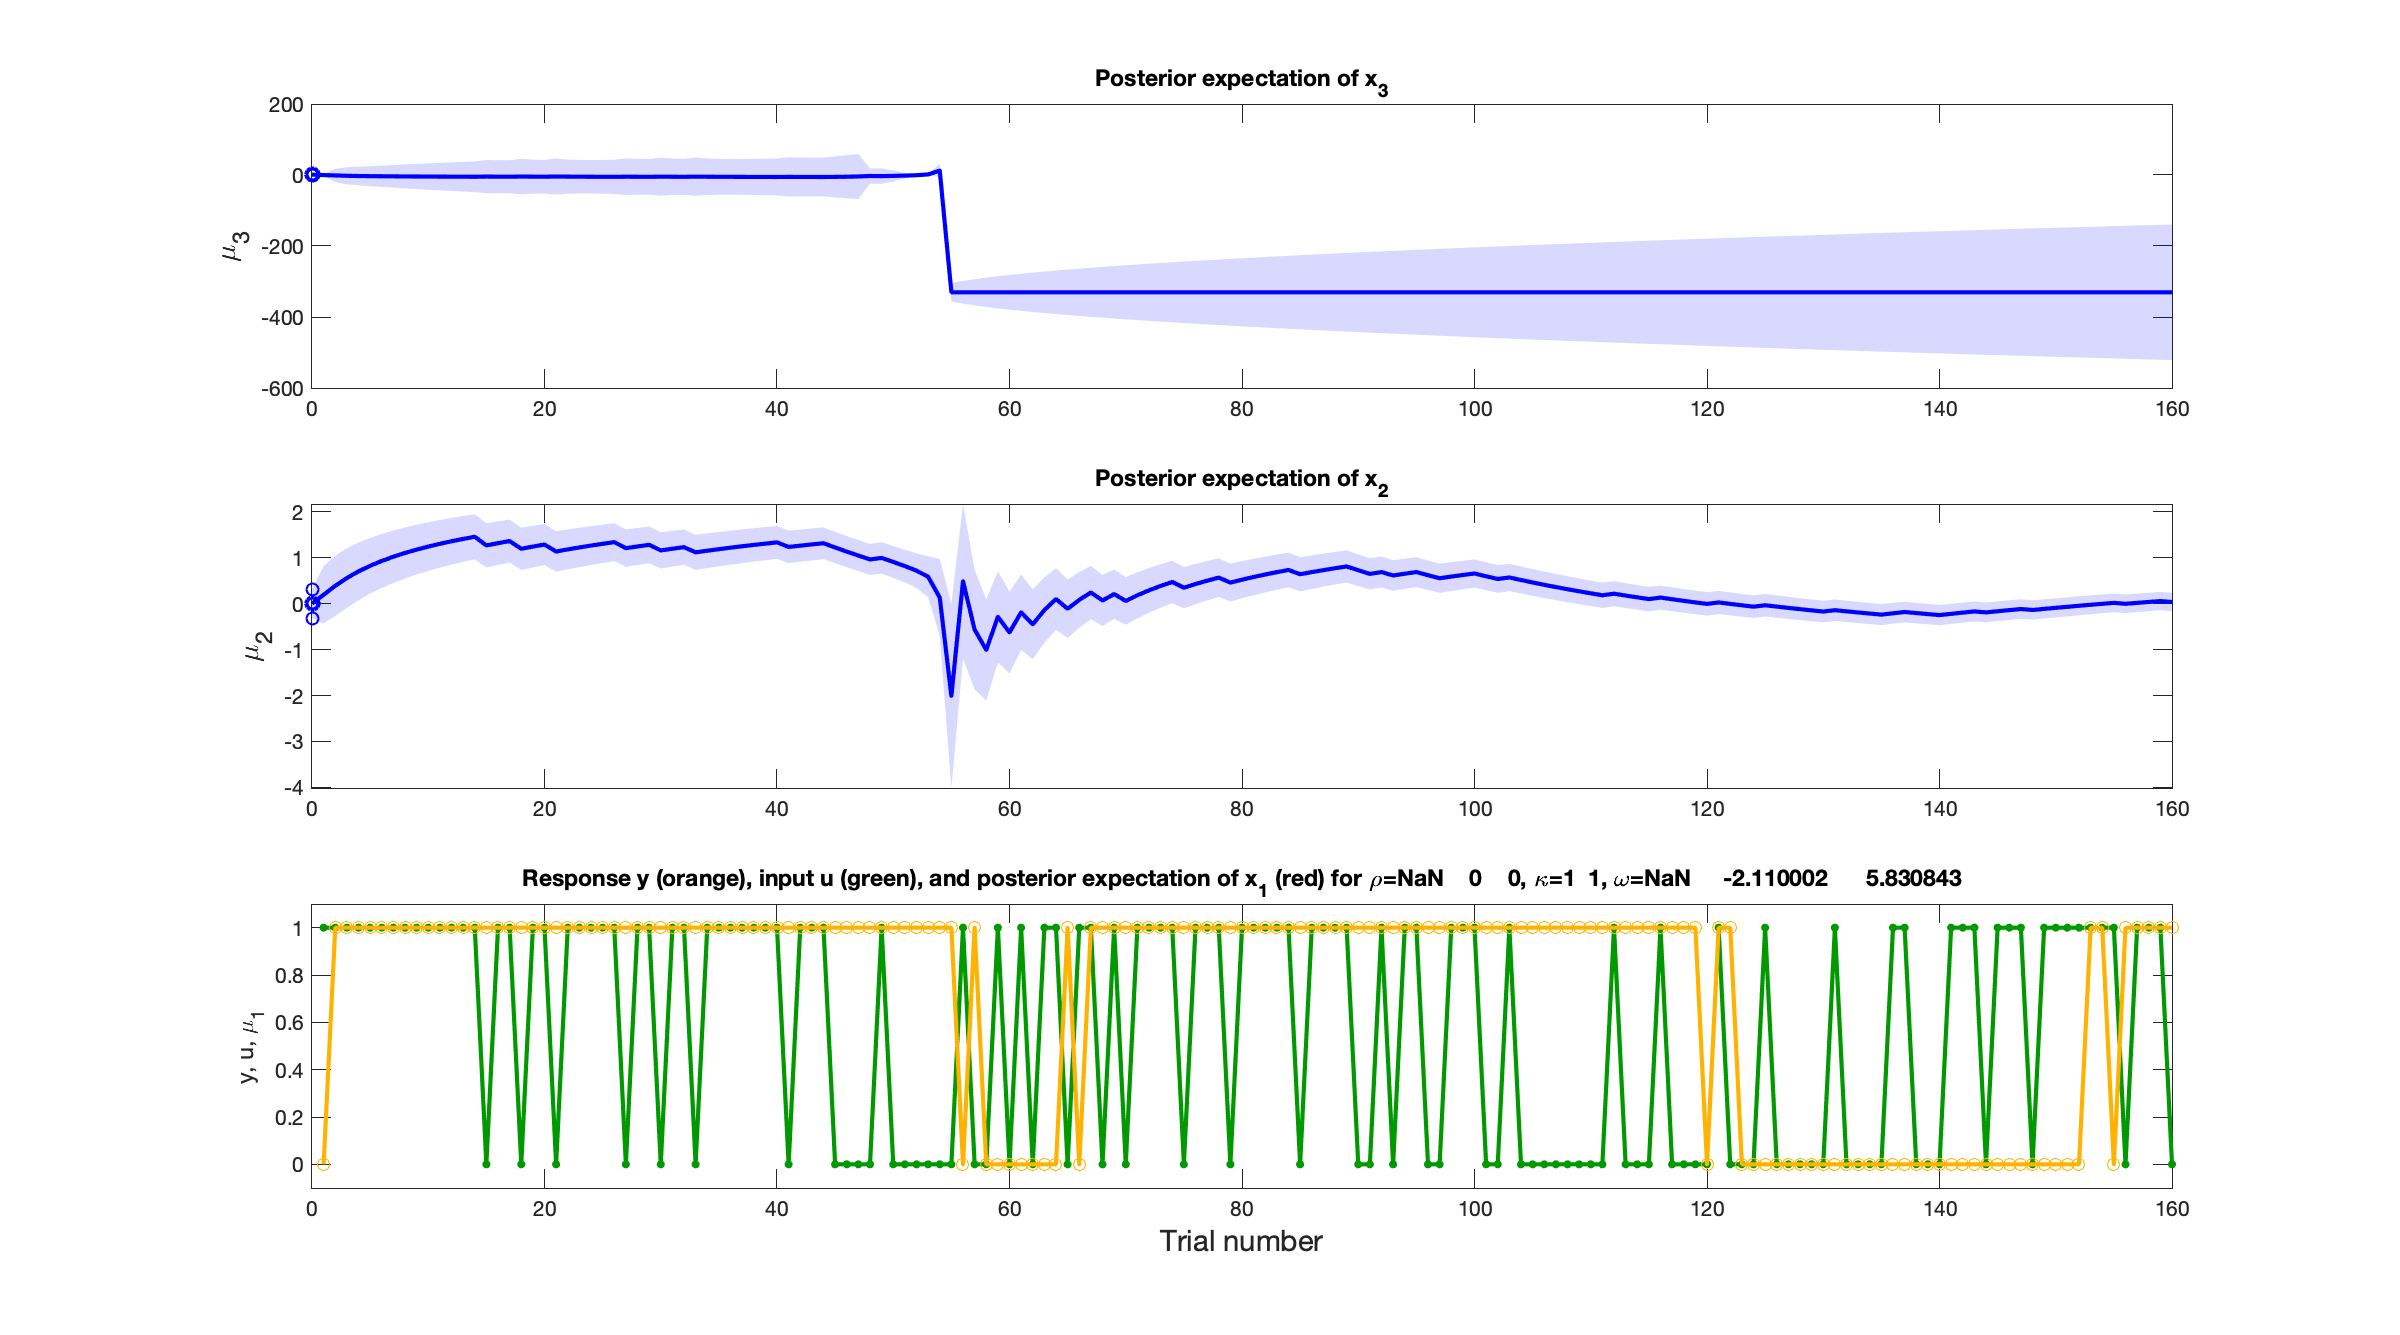 Posterior expectation of x3
200
0
-200
-400
-600
μ3
0 20 40 60 80 100 120 140 160
Posterior expectation of x2
2
1
0
-1
-2
-3
-4
μ2
0 20 40 60 80 100 120 140 160
Response y (orange), input u (green), and posterior expectation of x1 (red) for ρ=NaN 0 0, κ=1 1, ω=NaN -2.110002 5.830843
1
0.8
0.6
0.4
0.2
0
y, u, μ1
0 20 40 60 80 100 120 140 160
Trial number